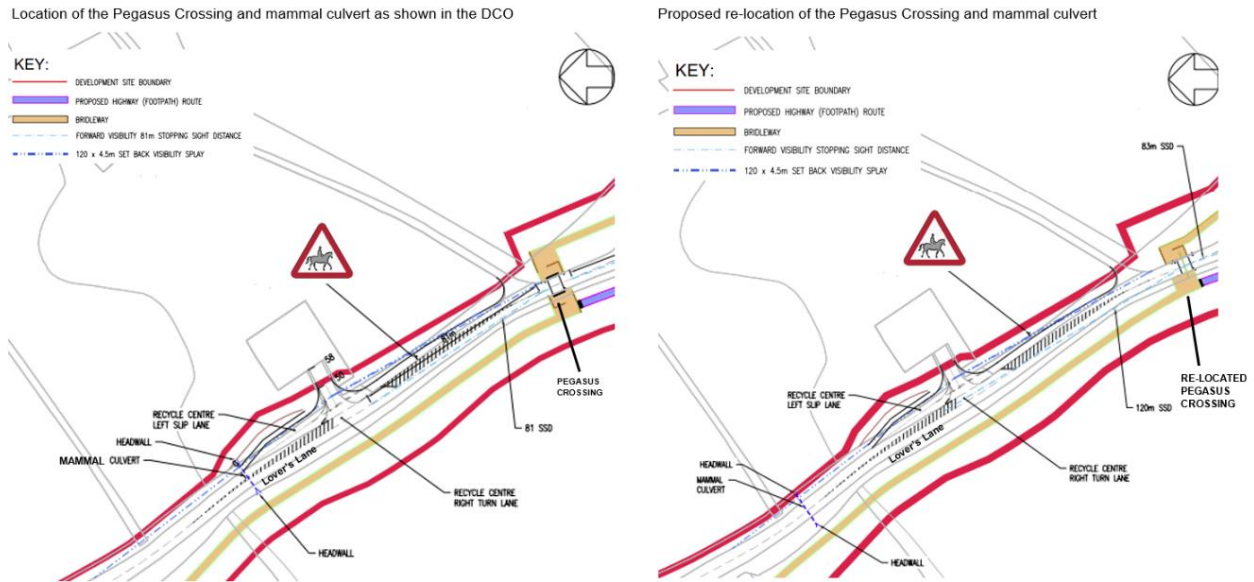 Location of the Pegasus Crossing and mammal culvert as shown in the DCO
KEY:
DEVELOPMENT SITE BOUNDARY
PROPOSED HIGHWAY (FOOTPATH) ROUTE
BRIDLEWAY
FORWARD VISIBILITY 81m STOPPING SIGHT DISTANCE
120 x 4.5m SET BACK VISIBILITY SPLAY
58
50
81m
PEGASUS
CROSSING
RECYCLE CENTRE
LEFT SLIP LANE
81 SSD
HEADWALL
MAMMAL CULVERT
Lover's Lane
RECYCLE CENTRE
RIGHT TURN LANE
HEADWALL
Proposed re-location of the Pegasus Crossing and mammal culvert
KEY:
DEVELOPMENT SITE BOUNDARY
PROPOSED HIGHWAY (FOOTPATH) ROUTE
BRIDLEWAY
FORWARD VISIBILITY STOPPING SIGHT DISTANCE
120 x 4.5m SET BACK VISIBILITY SPLAY
83m SSD
RE-LOCATED
PEGASUS
CROSSING
RECYCLE CENTRE
LEFT SLIP LANE
120m SSD
Lover's Lane
HEADWALL
MAMMAL
CULVERT
RECYCLE CENTRE
RIGHT TURN LANE
HEADWALL